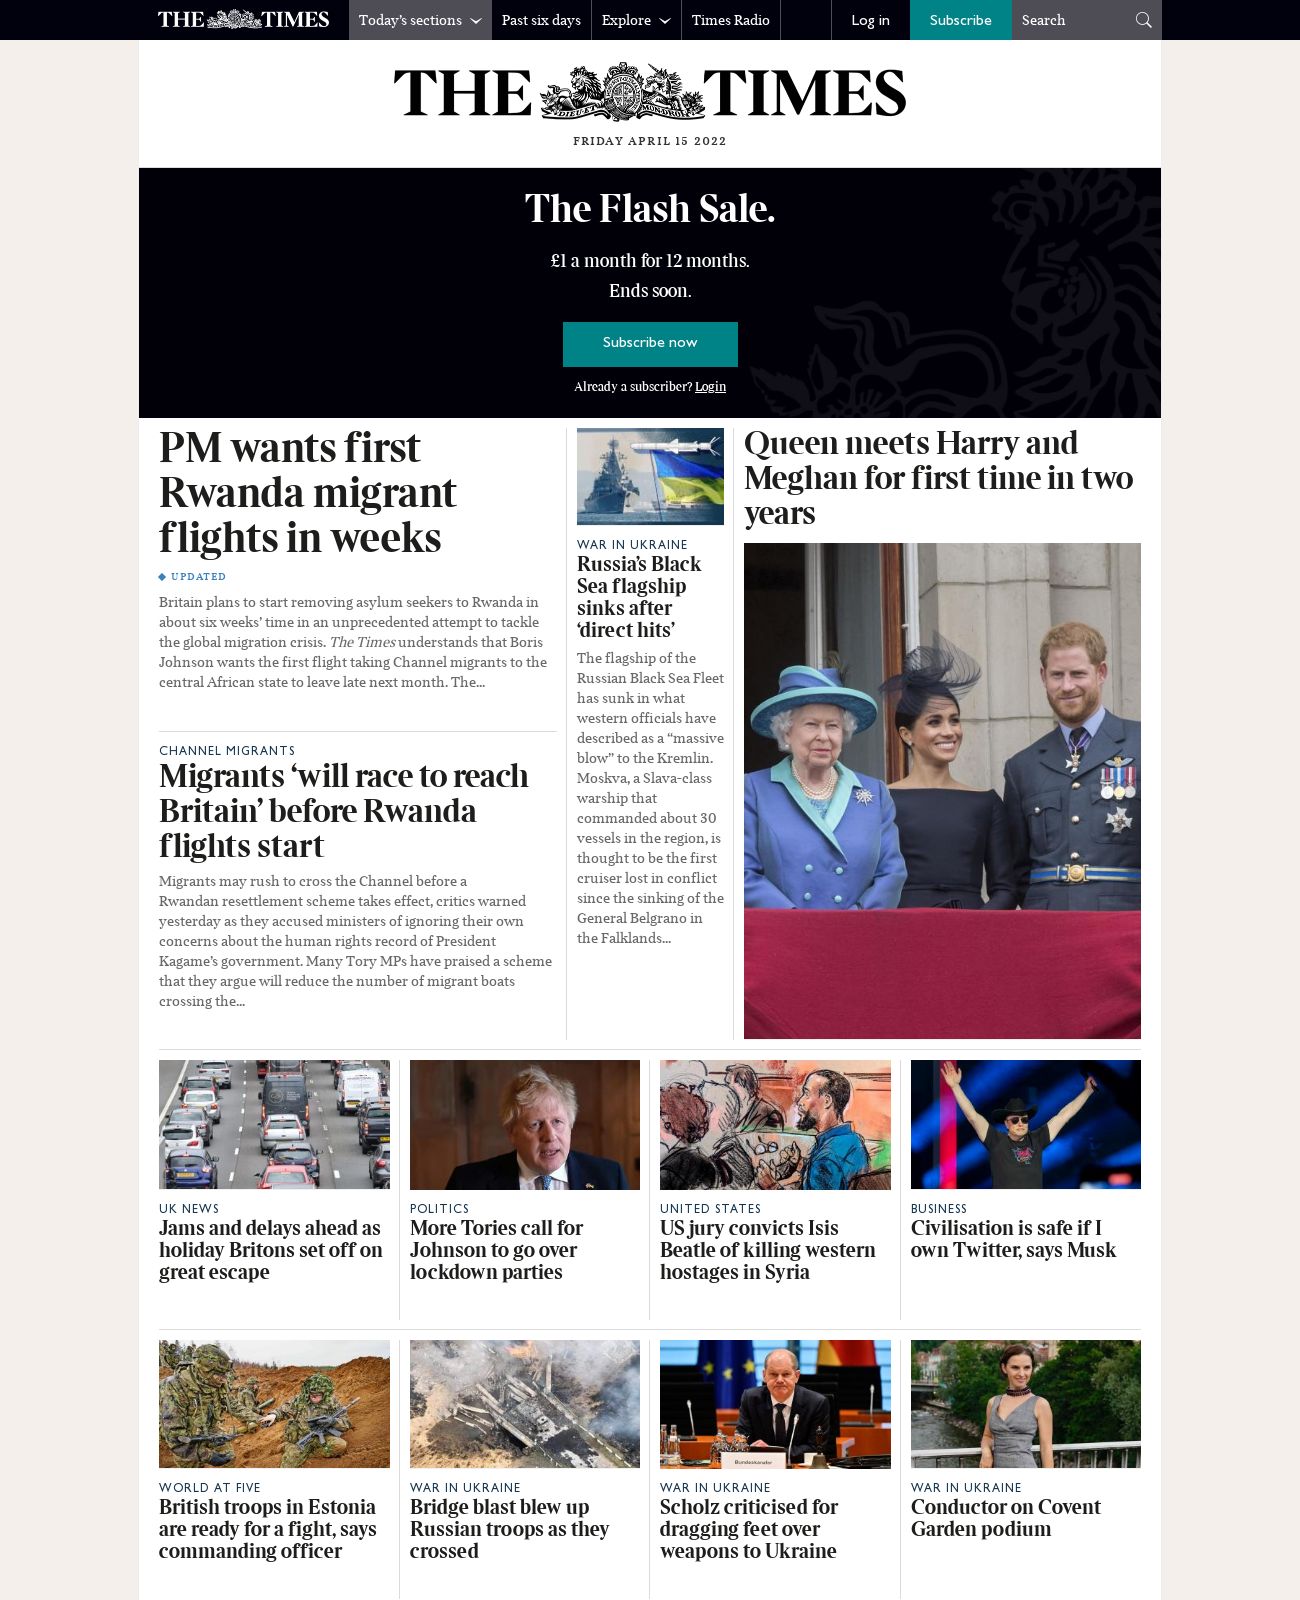 THE TIMES
Today's sections
Past six days
Explore
Times Radio
Log in
Subscribe
Search
THE TIMES
DIEU ET MON DROIT
FRIDAY APRIL 15 2022
The Flash Sale.
£1 a month for 12 months.
Ends soon.
Subscribe now
Already a subscriber? Login
PM wants first
Rwanda migrant
flights in weeks
UPDATED
Britain plans to start removing asylum seekers to Rwanda in
about six weeks’ time in an unprecedented attempt to tackle
the global migration crisis. The Times understands that Boris
Johnson wants the first flight taking Channel migrants to the
central African state to leave late next month. The...
CHANNEL MIGRANTS
Migrants ‘will race to reach
Britain’ before Rwanda
flights start
Migrants may rush to cross the Channel before a
Rwandan resettlement scheme takes effect, critics warned
yesterday as they accused ministers of ignoring their own
concerns about the human rights record of President
Kagame’s government. Many Tory MPs have praised a scheme
that they argue will reduce the number of migrant boats
crossing the...
WAR IN UKRAINE
Russia’s Black
Sea flagship
sinks after
‘direct hits’
The flagship of the
Russian Black Sea Fleet
has sunk in what
western officials have
described as a “massive
blow” to the Kremlin.
Moskva, a Slava-class
warship that
commanded about 30
vessels in the region, is
thought to be the first
cruiser lost in conflict
since the sinking of the
General Belgrano in
the Falklands...
Queen meets Harry and
Meghan for first time in two
years
UK NEWS
Jams and delays ahead as
holiday Britons set off on
great escape
POLITICS
More Tories call for
Johnson to go over
lockdown parties
UNITED STATES
US jury convicts Isis
Beatle of killing western
hostages in Syria
BUSINESS
Civilisation is safe if I
own Twitter, says Musk
WORLD AT FIVE
British troops in Estonia
are ready for a fight, says
commanding officer
WAR IN UKRAINE
Bridge blast blew up
Russian troops as they
crossed
Bundeskanzler
WAR IN UKRAINE
Scholz criticised for
dragging feet over
weapons to Ukraine
WAR IN UKRAINE
Conductor on Covent
Garden podium